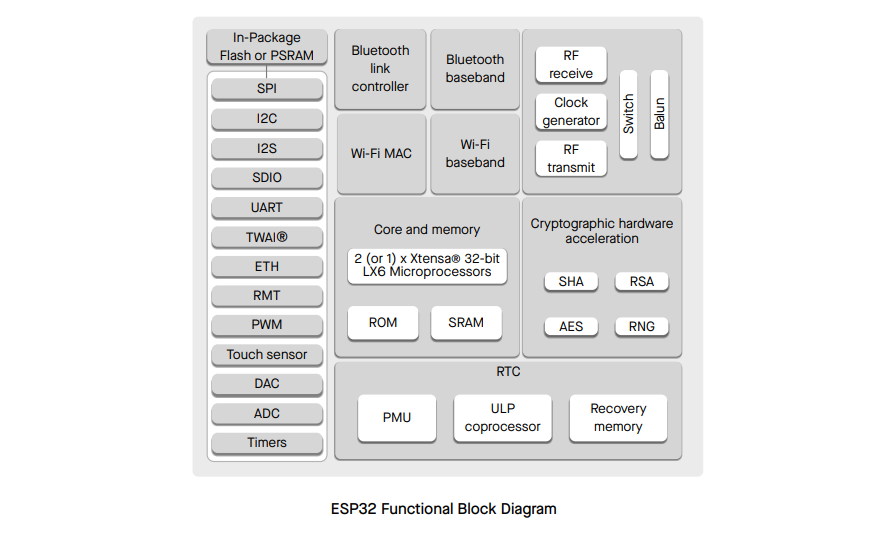 In-Package
Flash or PSRAM
SPI
I2C
I2S
SDIO
UART
TWAI®
ETH
RMT
PWM
Touch sensor
DAC
ADC
Timers
Bluetooth
link
controller
Bluetooth
baseband
Wi-Fi MAC
Wi-Fi
baseband
RF
receive
Clock
generator
RF
transmit
Switch
Balun
Core and memory
2 (or 1) x Xtensa® 32-bit
LX6 Microprocessors
ROM
SRAM
Cryptographic hardware
acceleration
SHA
RSA
AES
RNG
RTC
PMU
ULP
coprocessor
Recovery
memory
ESP32 Functional Block Diagram